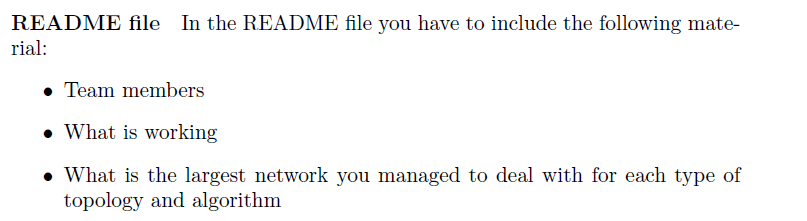 README file In the README file you have to include the following mate-
rial:
• Team members
• What is working
• What is the largest network you managed to deal with for each type of
topology and algorithm